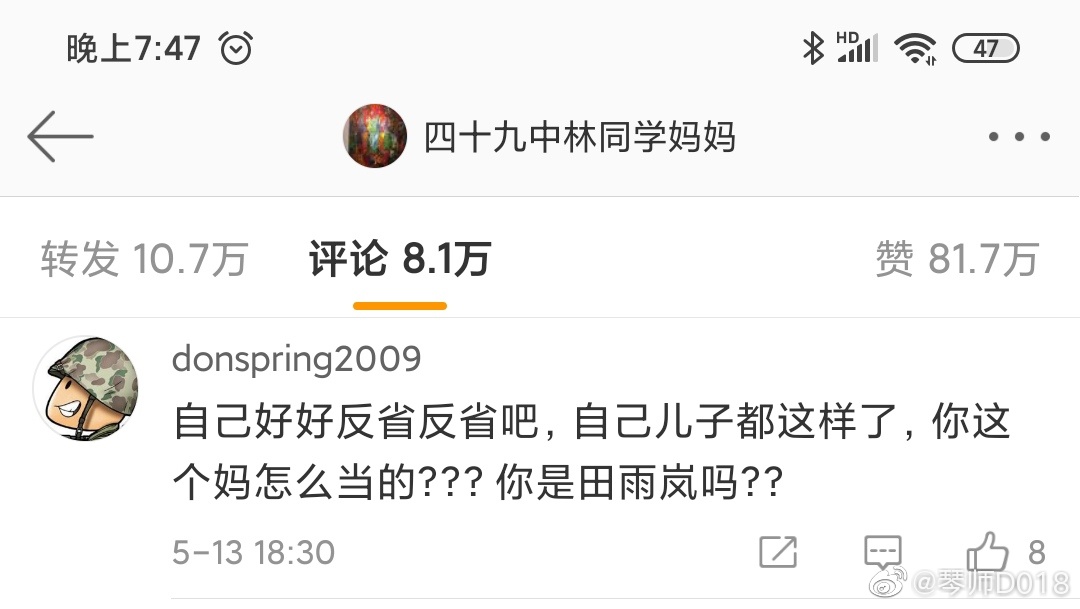 晚上7:47
HD
47
四十九中林同学妈妈
转发 10.7万 评论 8.1万 赞 81.7万
donspring2009
自己好好反省反省吧, 自己儿子都这样了, 你这
个妈怎么当的??? 你是田雨岚吗??
5-13 18:30
8
@琴师D018